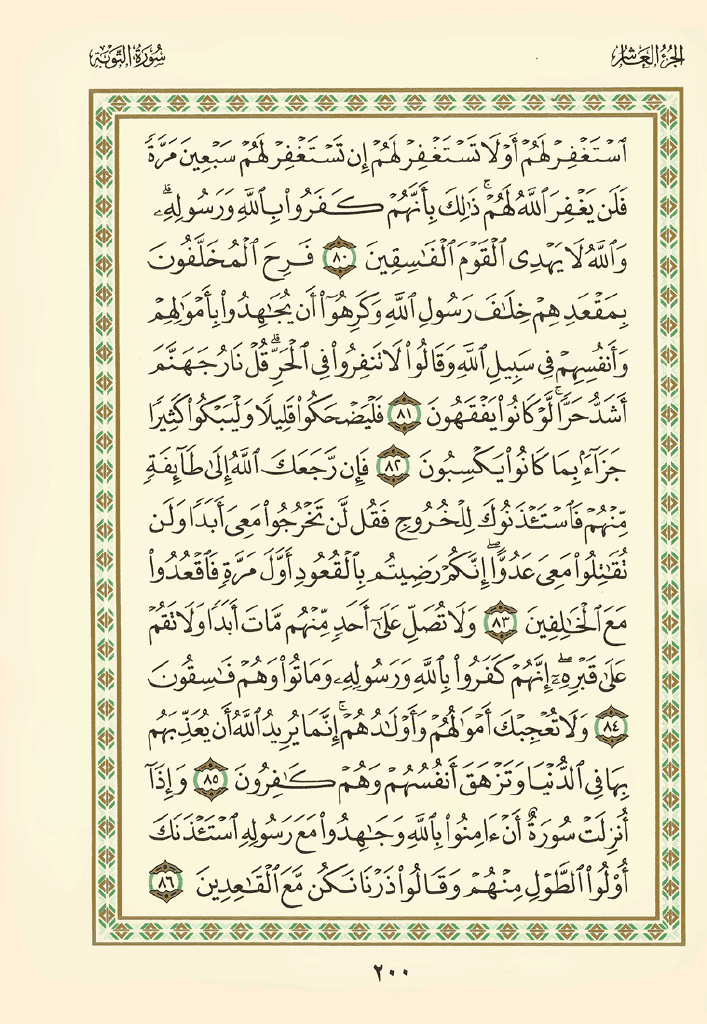 الجزء العاشر
سورة التوبة
ٱسْتَغْفِرْ لَهُمْ أَوْ لَا تَسْتَغْفِرْ لَهُمْ إِن تَسْتَغْفِرْ لَهُمْ سَبْعِينَ مَرَّةً
فَلَن يَغْفِرَ ٱللَّهُ لَهُمْ ۚ ذَٰلِكَ بِأَنَّهُمْ كَفَرُوا۟ بِٱللَّهِ وَرَسُولِهِۦ ۗ
وَٱللَّهُ لَا يَهْدِى ٱلْقَوْمَ ٱلْفَٰسِقِينَ ٨٠ فَرِحَ ٱلْمُخَلَّفُونَ
بِمَقْعَدِهِمْ خِلَٰفَ رَسُولِ ٱللَّهِ وَكَرِهُوٓا۟ أَن يُجَٰهِدُوا۟ بِأَمْوَٰلِهِمْ
وَأَنفُسِهِمْ فِى سَبِيلِ ٱللَّهِ وَقَالُوا۟ لَا تَنفِرُوا۟ فِى ٱلْحَرِّ ۗ قُلْ نَارُ جَهَنَّمَ
أَشَدُّ حَرًّا ۚ لَّوْ كَانُوا۟ يَفْقَهُونَ ٨١ فَلْيَضْحَكُوا۟ قَلِيلًا وَلْيَبْكُوا۟ كَثِيرًا
جَزَآءًۢ بِمَا كَانُوا۟ يَكْسِبُونَ ٨٢ فَإِن رَّجَعَكَ ٱللَّهُ إِلَىٰ طَآئِفَةٍ
مِّنْهُمْ فَٱسْتَـْٔذَنُوكَ لِلْخُرُوجِ فَقُل لَّن تَخْرُجُوا۟ مَعِىَ أَبَدًا وَلَن
تُقَٰتِلُوا۟ مَعِىَ عَدُوًّا ۖ إِنَّكُمْ رَضِيتُم بِٱلْقُعُودِ أَوَّلَ مَرَّةٍ فَٱقْعُدُوا۟
مَعَ ٱلْخَٰلِفِينَ ٨٣ وَلَا تُصَلِّ عَلَىٰٓ أَحَدٍ مِّنْهُم مَّاتَ أَبَدًا وَلَا تَقُمْ
عَلَىٰ قَبْرِهِۦٓ ۖ إِنَّهُمْ كَفَرُوا۟ بِٱللَّهِ وَرَسُولِهِۦ وَمَاتُوا۟ وَهُمْ فَٰسِقُونَ
٨٤ وَلَا تُعْجِبْكَ أَمْوَٰلُهُمْ وَأَوْلَٰدُهُمْ ۚ إِنَّمَا يُرِيدُ ٱللَّهُ أَن يُعَذِّبَهُم
بِهَا فِى ٱلدُّنْيَا وَتَزْهَقَ أَنفُسُهُمْ وَهُمْ كَٰفِرُونَ ٨٥ وَإِذَآ
أُنزِلَتْ سُورَةٌ أَنْ ءَامِنُوا۟ بِٱللَّهِ وَجَٰهِدُوا۟ مَعَ رَسُولِهِ ٱسْتَـْٔذَنَكَ
أُو۟لُوا۟ ٱلطَّوْلِ مِنْهُمْ وَقَالُوا۟ ذَرْنَا نَكُن مَّعَ ٱلْقَٰعِدِينَ ٨٦
٢٠٠